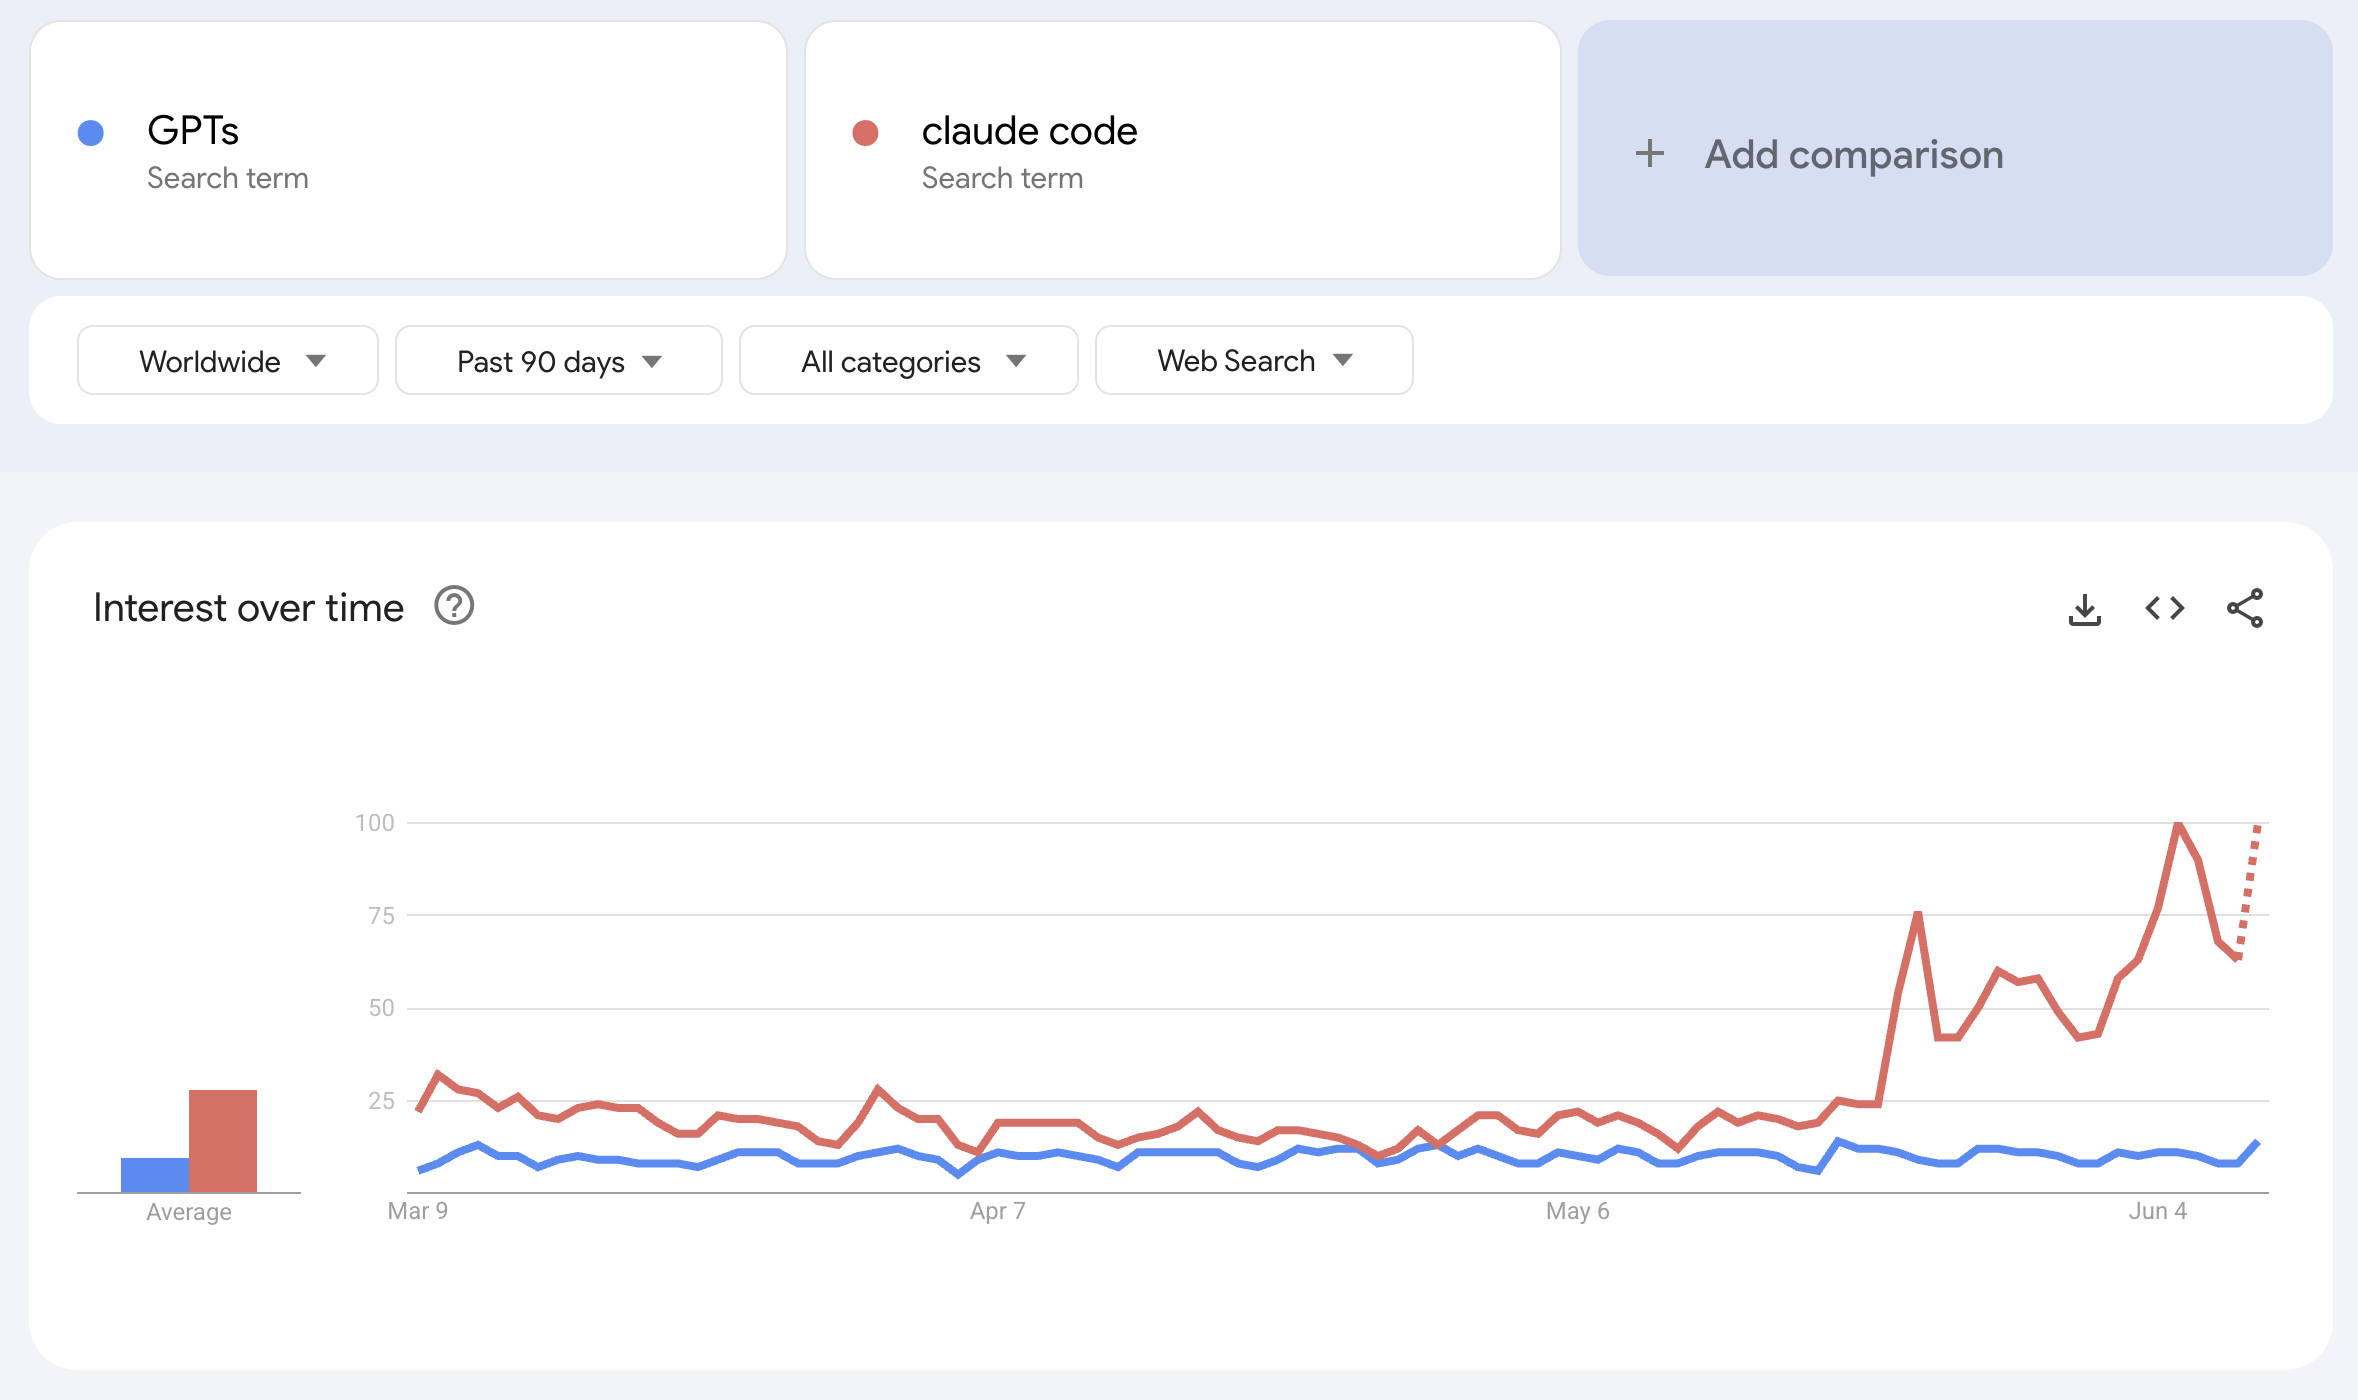 GPTs
Search term
claude code
Search term
+ Add comparison
Worldwide
Past 90 days
All categories
Web Search
Interest over time
100
75
50
25
Average
Mar 9
Apr 7
May 6
Jun 4